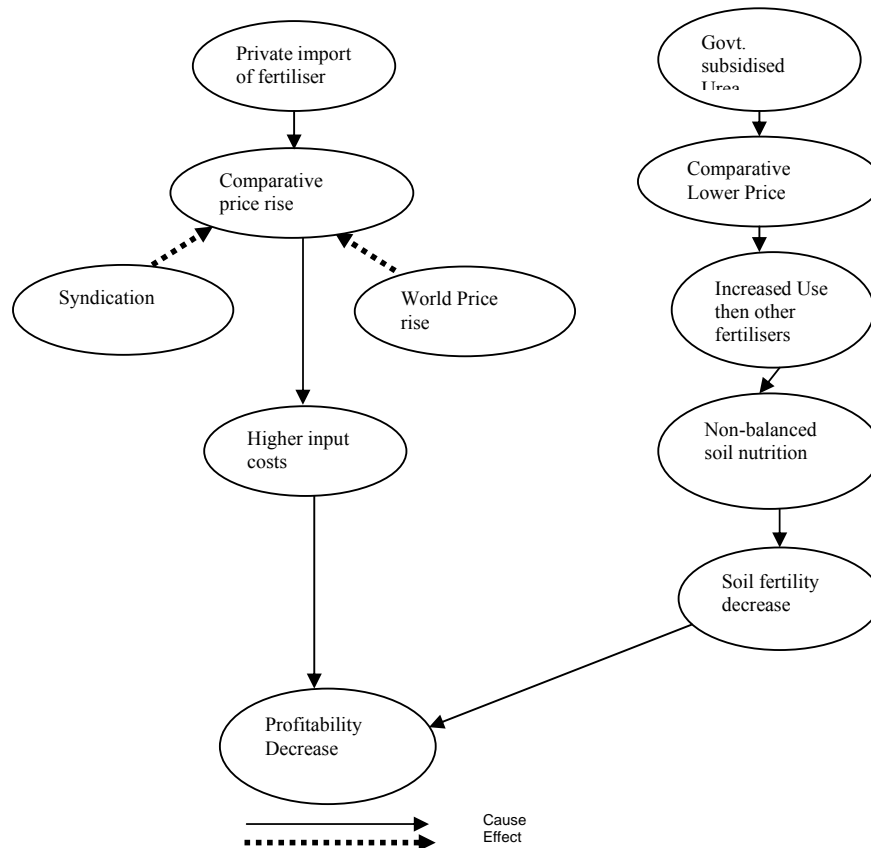 Private import
of fertiliser
Comparative
price rise
Syndication
World Price
rise
Higher input
costs
Profitability
Decrease
Govt.
subsidised
Urea
Comparative
Lower Price
Increased Use
then other
fertilisers
Non-balanced
soil nutrition
Soil fertility
decrease
Cause
Effect